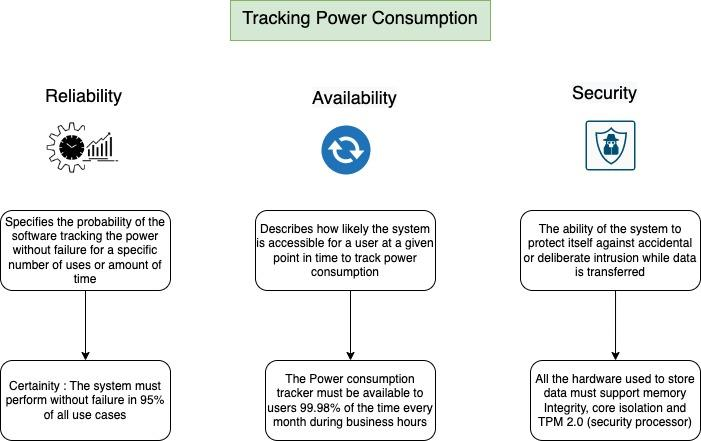 Tracking Power Consumption
Reliability
Availability
Security
Specifies the probability of the
software tracking the power
without failure for a specific
number of uses or amount of
time
Describes how likely the system
is accessible for a user at a given
point in time to track power
consumption
The ability of the system to
protect itself against accidental
or deliberate intrusion while data
is transferred
Certainity : The system must
perform without failure in 95%
of all use cases
The Power consumption
tracker must be available to
users 99.98% of the time every
month during business hours
All the hardware used to store
data must support memory
Integrity, core isolation and
TPM 2.0 (security processor)